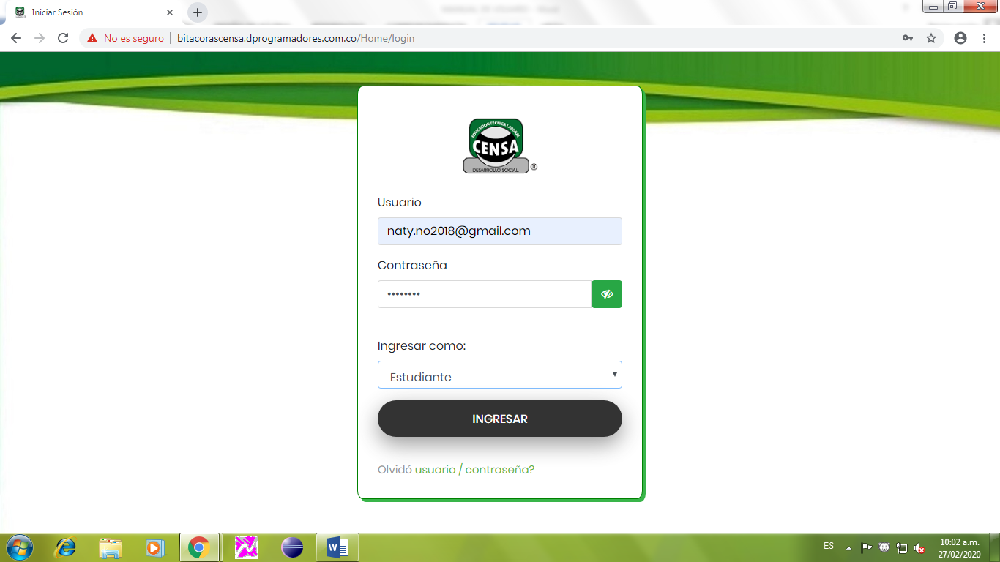 Iniciar Sesión
No es seguro
bitacorascensa.dprogramadores.com.co/Home/login
EDUCACIÓN TÉCNICA LABORAL
CENSA
DESARROLLO SOCIAL
®
Usuario
naty.no2018@gmail.com
Contraseña
••••••••
Ingresar como:
Estudiante
INGRESAR
Olvidó usuario / contraseña?
ES
10:02 a.m.
27/02/2020